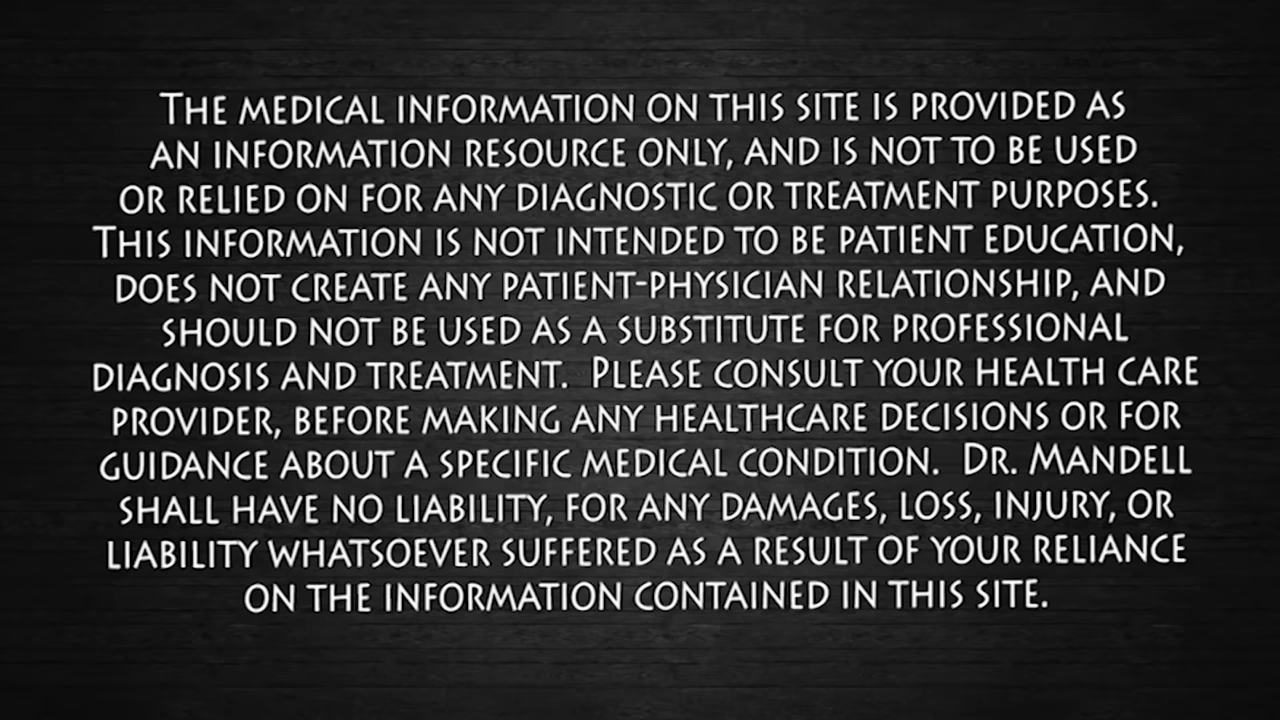 The medical information on this site is provided as
an information resource only, and is not to be used
or relied on for any diagnostic or treatment purposes.
This information is not intended to be patient education,
does not create any patient-physician relationship, and
should not be used as a substitute for professional
diagnosis and treatment.  Please consult your health care
provider, before making any healthcare decisions or for
guidance about a specific medical condition.  Dr. Mandell
shall have no liability, for any damages, loss, injury, or
liability whatsoever suffered as a result of your reliance
on the information contained in this site.